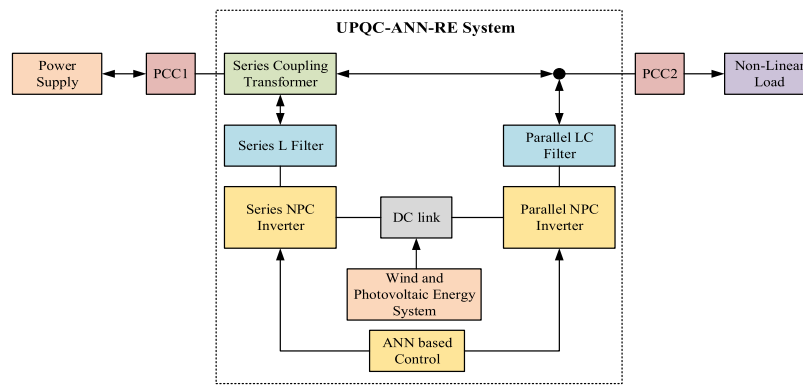 UPQC-ANN-RE System
Power
Supply
PCC1
Series Coupling
Transformer
PCC2
Non-Linear
Load
Series L Filter
Parallel LC
Filter
Series NPC
Inverter
DC link
Parallel NPC
Inverter
Wind and
Photovoltaic Energy
System
ANN based
Control